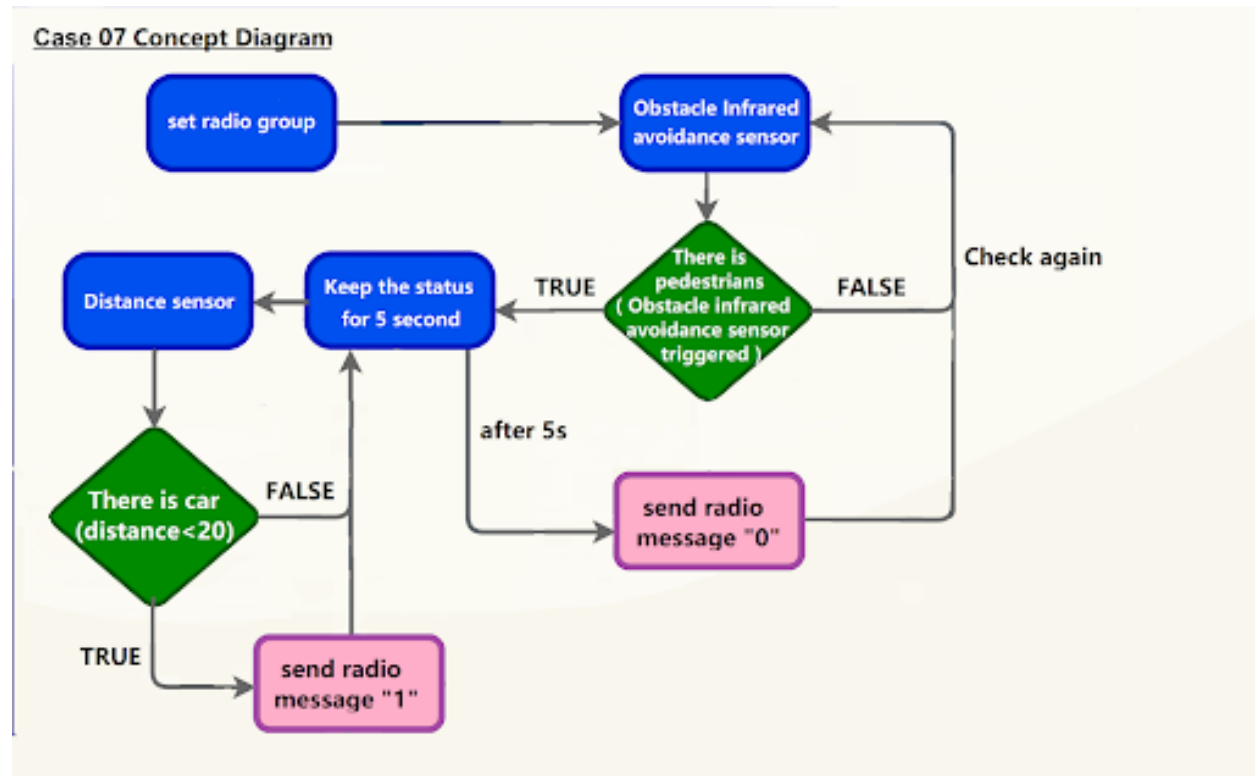 Case 07 Concept Diagram
set radio group
Obstacle Infrared
avoidance sensor
There is
pedestrians
( Obstacle infrared
avoidance sensor
triggered )
TRUE
FALSE
Check again
Keep the status
for 5 second
Distance sensor
after 5s
send radio
message "0"
There is car
(distance<20)
FALSE
TRUE
send radio
message "1"